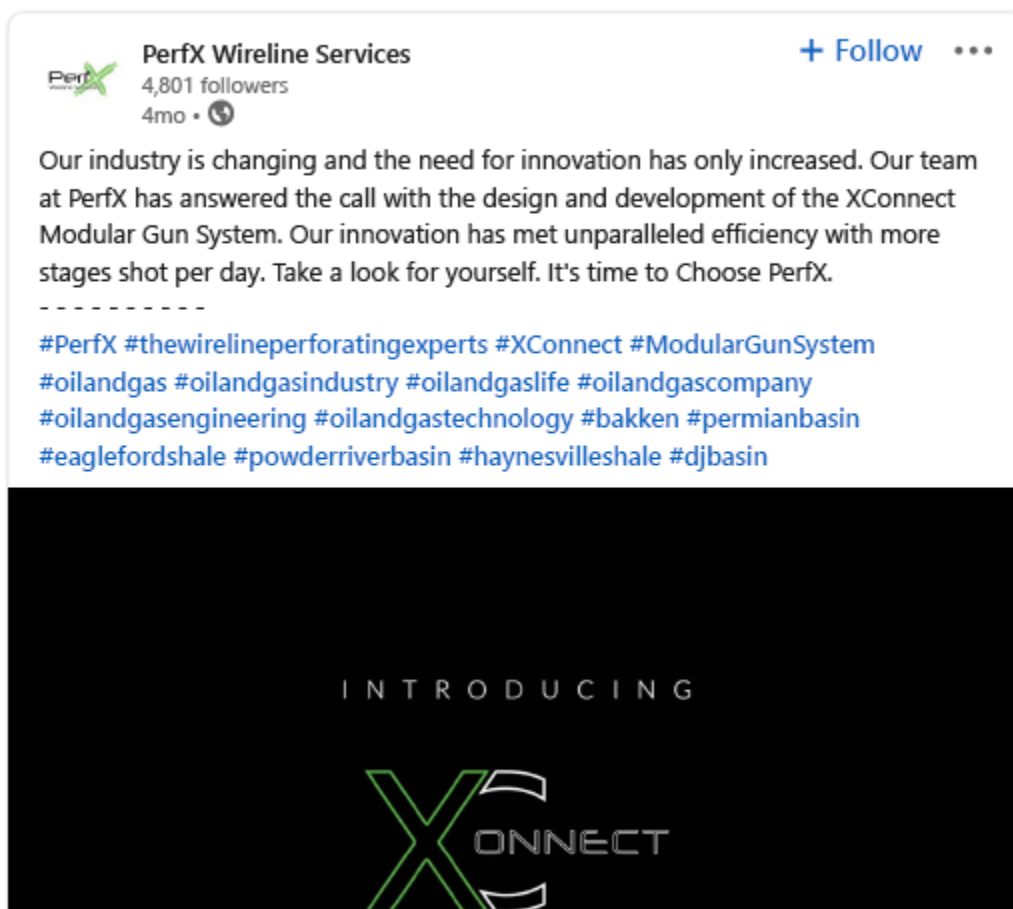 PerfX Wireline Services
+ Follow
4,801 followers
4mo •
PerfX
Our industry is changing and the need for innovation has only increased. Our team
at PerfX has answered the call with the design and development of the XConnect
Modular Gun System. Our innovation has met unparalleled efficiency with more
stages shot per day. Take a look for yourself. It's time to Choose PerfX.
- - - - - - - - - -
#PerfX #thewirelineperforatingexperts #XConnect #ModularGunSystem
#oilandgas #oilandgasindustry #oilandgaslife #oilandgascompany
#oilandgasengineering #oilandgastechnology #bakken #permianbasin
#eaglefordshale #powderriverbasin #haynesvilleshale #djbasin
INTRODUCING
XCONNECT